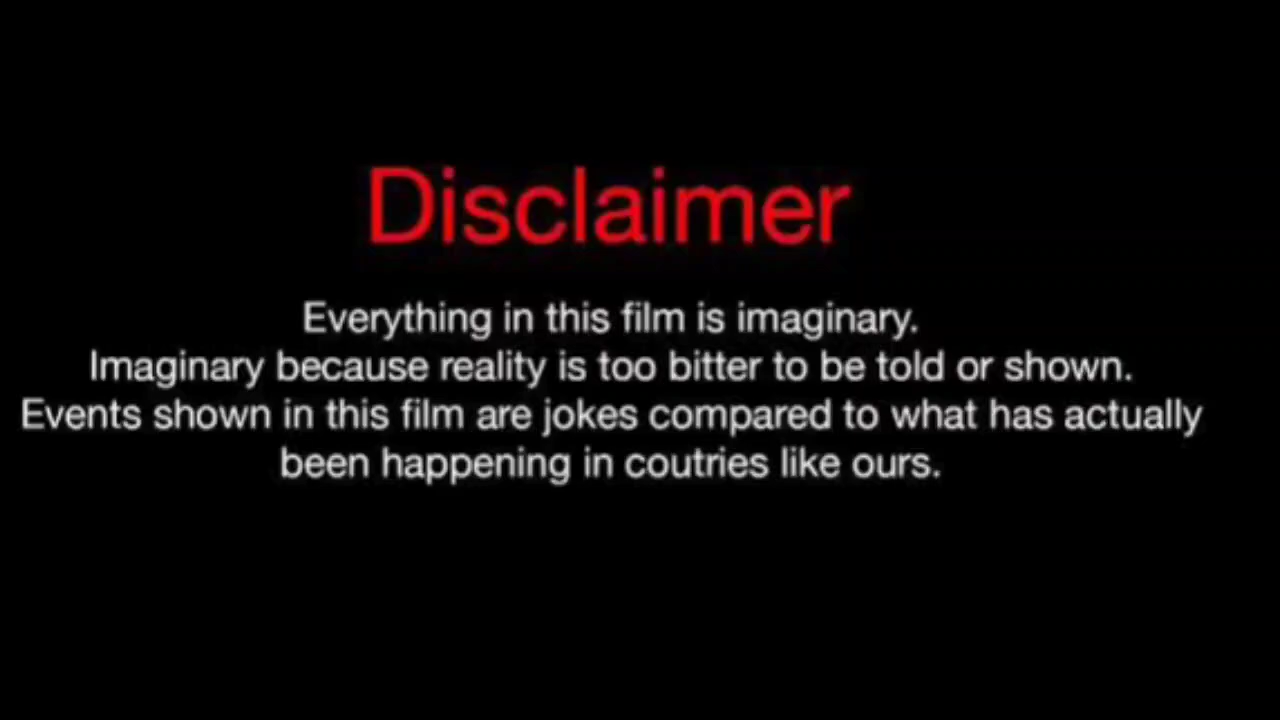 Disclaimer
Everything in this film is imaginary.
Imaginary because reality is too bitter to be told or shown.
Events shown in this film are jokes compared to what has actually
been happening in coutries like ours.